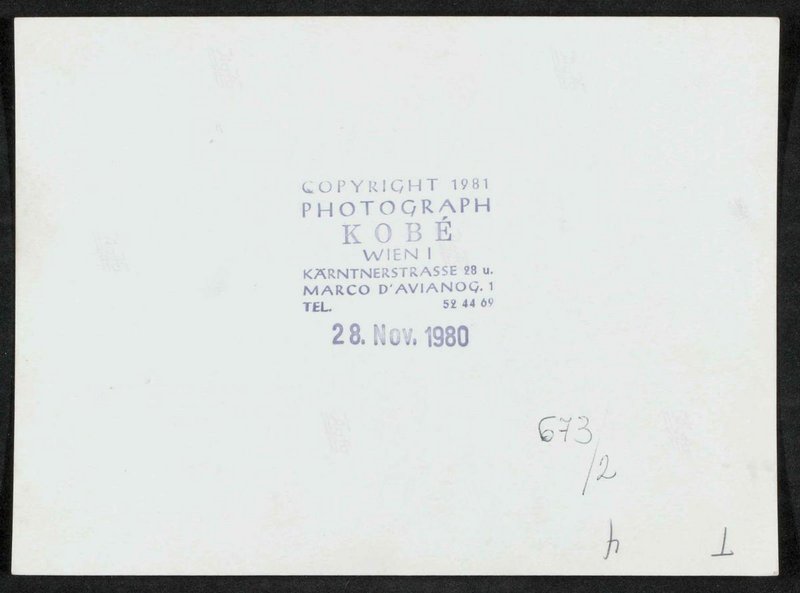 COPYRIGHT 1981
PHOTOGRAPH
KOBÉ
WIEN I
KÄRNTNERSTRASSE 28 u.
MARCO D'AVIANOG. 1
TEL. 52 44 69
28. Nov. 1980
673
/2